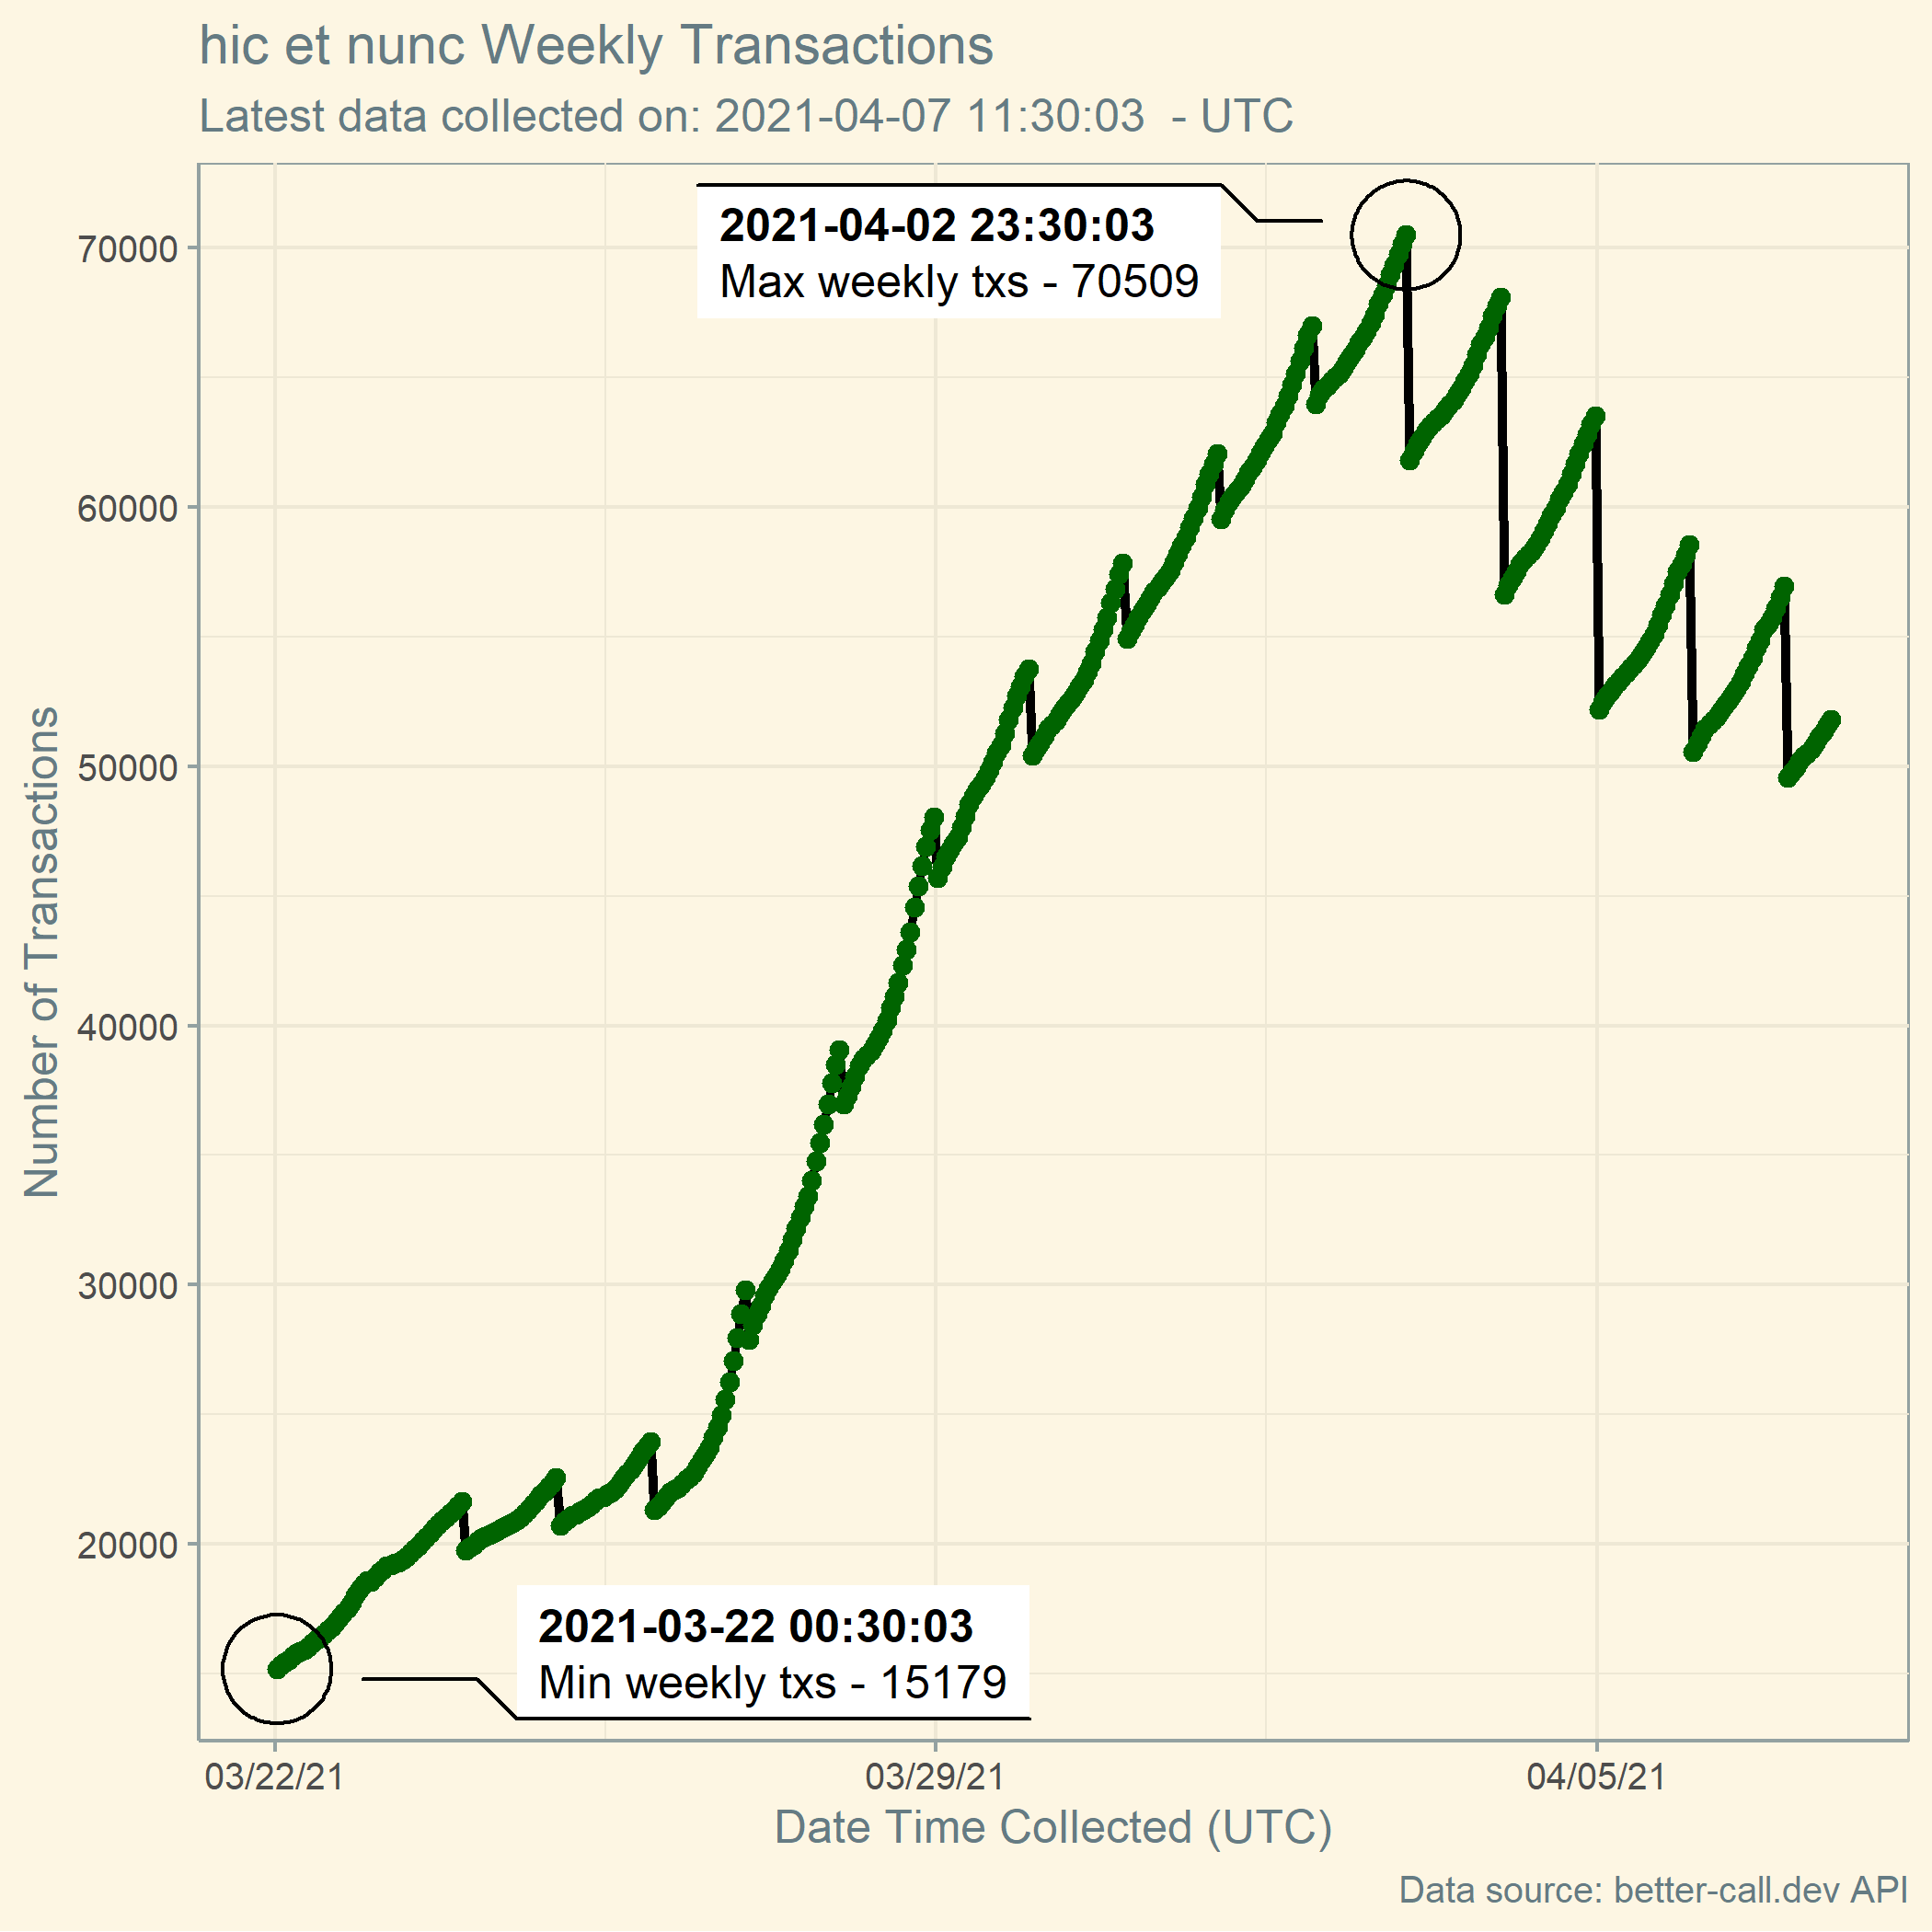 hic et nunc Weekly Transactions
Latest data collected on: 2021-04-07 11:30:03  - UTC
2021-04-02 23:30:03
Max weekly txs - 70509
70000
60000
50000
40000
30000
20000
Number of Transactions
2021-03-22 00:30:03
Min weekly txs - 15179
03/22/21
03/29/21
04/05/21
Date Time Collected (UTC)
Data source: better-call.dev API